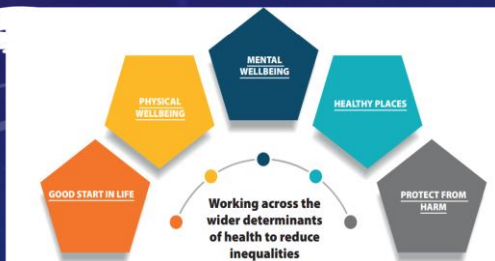 MENTAL
WELLBEING
PHYSICAL
WELLBEING
HEALTHY PLACES
GOOD START IN LIFE
PROTECT FROM
HARM
Working across the
wider determinants
of health to reduce
inequalities